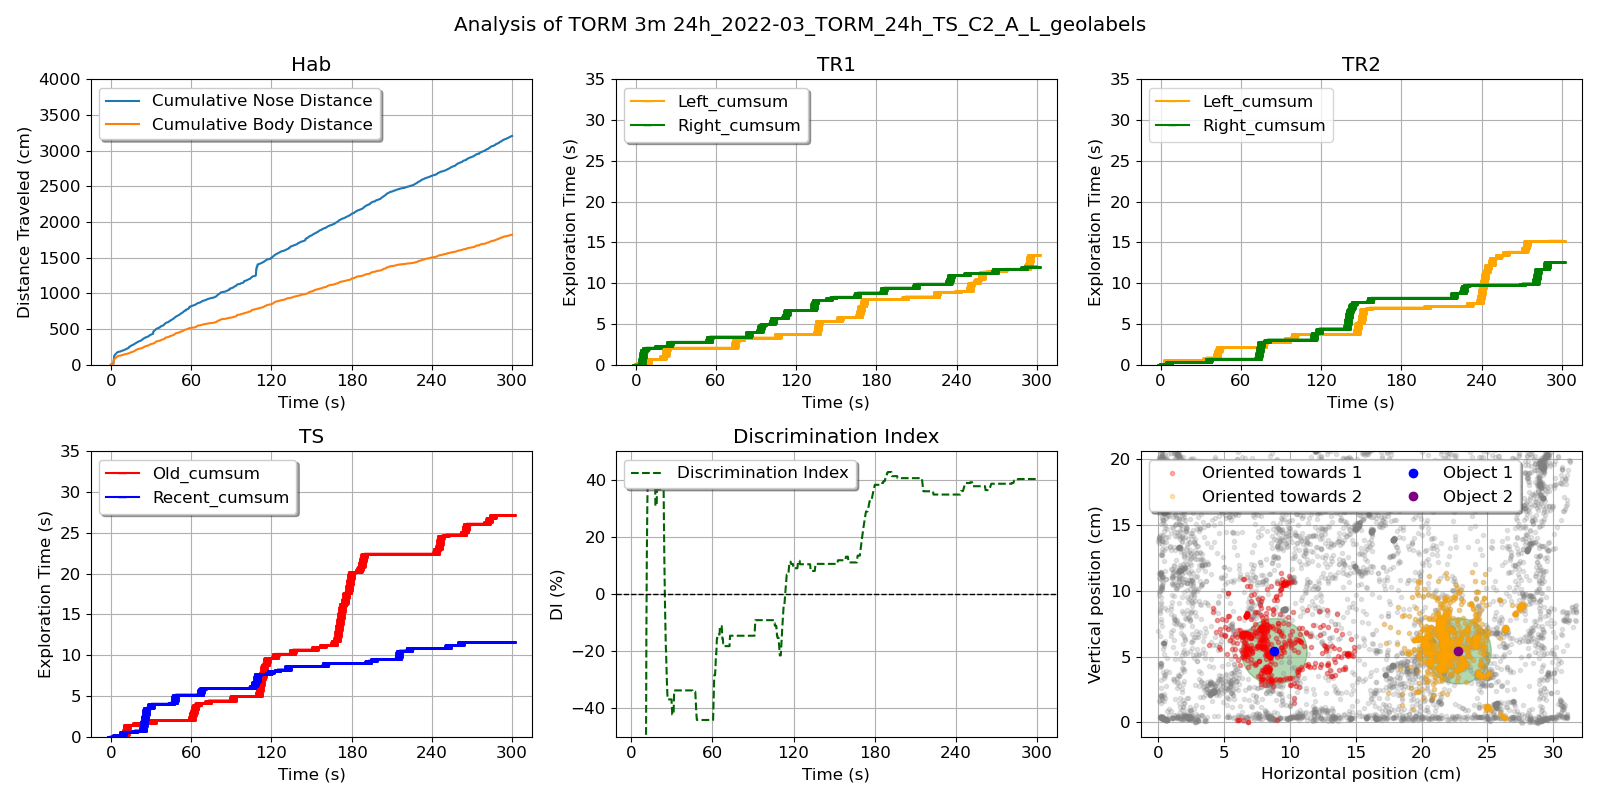 Analysis of TORM 3m 24h_2022-03_TORM_24h_TS_C2_A_L_geolabels
Hab
Distance Traveled (cm)
4000
3500
3000
2500
2000
1500
1000
500
0
Cumulative Nose Distance
Cumulative Body Distance
0 60 120 180 240 300
Time (s)
TR1
Exploration Time (s)
35
30
25
20
15
10
5
0
Left_cumsum
Right_cumsum
0 60 120 180 240 300
Time (s)
TR2
Exploration Time (s)
35
30
25
20
15
10
5
0
Left_cumsum
Right_cumsum
0 60 120 180 240 300
Time (s)
TS
Exploration Time (s)
35
30
25
20
15
10
5
0
Old_cumsum
Recent_cumsum
0 60 120 180 240 300
Time (s)
Discrimination Index
DI (%)
40
20
0
−20
−40
Discrimination Index
0 60 120 180 240 300
Time (s)
Vertical position (cm)
20
15
10
5
0
Oriented towards 1
Oriented towards 2
Object 1
Object 2
0 5 10 15 20 25 30
Horizontal position (cm)